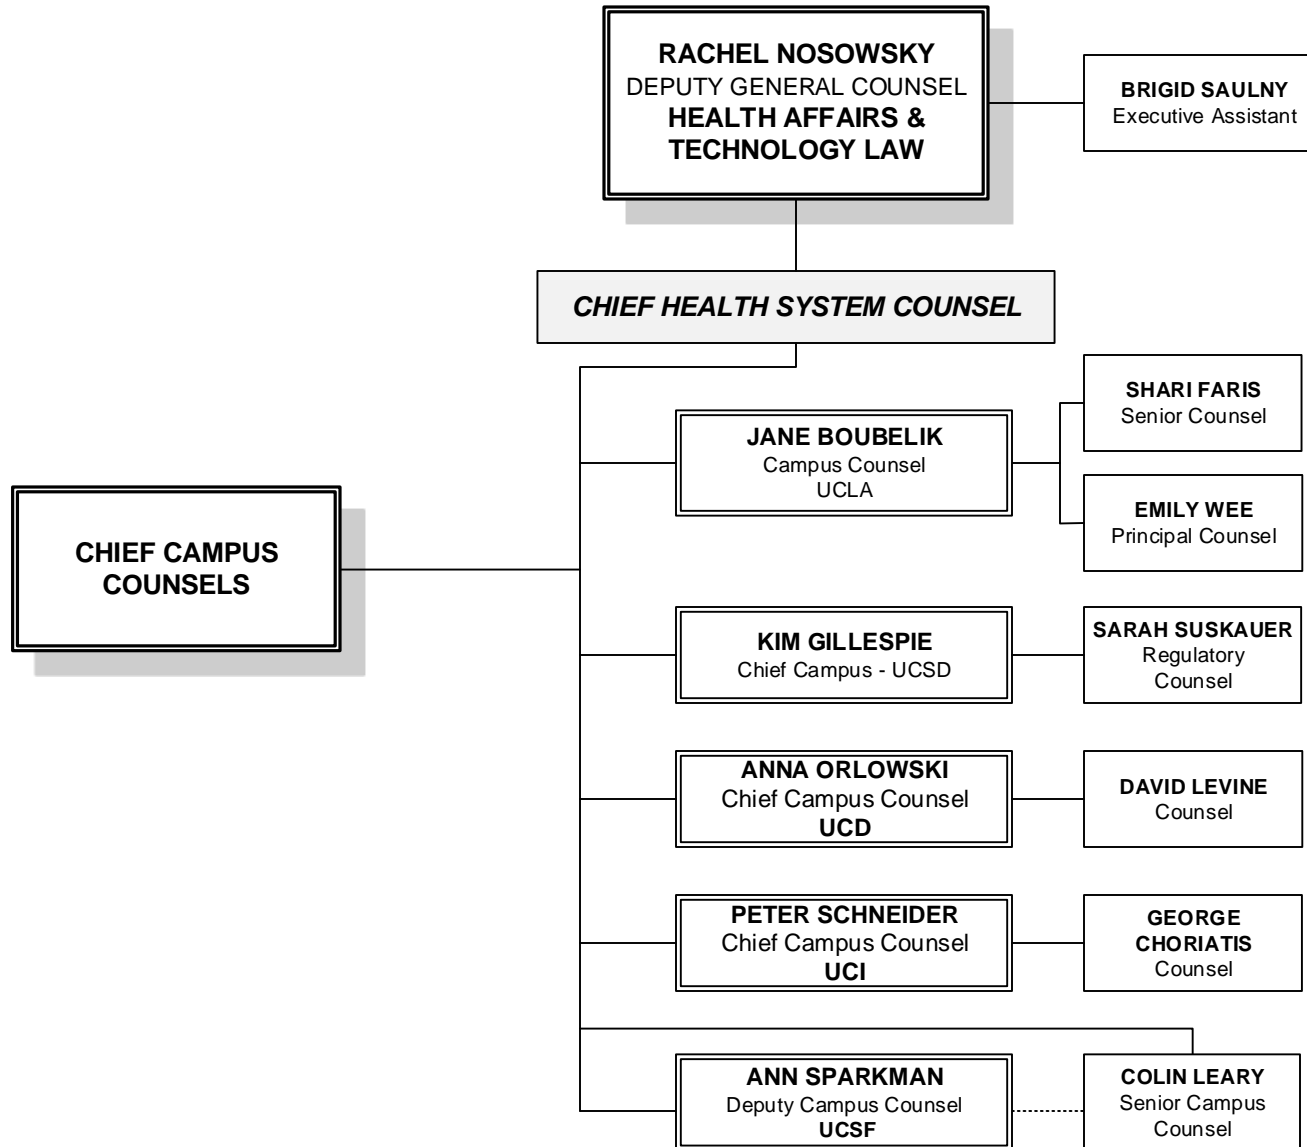 RACHEL NOSOWSKY
DEPUTY GENERAL COUNSEL
HEALTH AFFAIRS &
TECHNOLOGY LAW
BRIGID SAULNY
Executive Assistant
CHIEF HEALTH SYSTEM COUNSEL
CHIEF CAMPUS
COUNSELS
JANE BOUBELIK
Campus Counsel
UCLA
SHARI FARIS
Senior Counsel
EMILY WEE
Principal Counsel
KIM GILLESPIE
Chief Campus - UCSD
SARAH SUSKAUER
Regulatory
Counsel
ANNA ORLOWSKI
Chief Campus Counsel
UCD
DAVID LEVINE
Counsel
PETER SCHNEIDER
Chief Campus Counsel
UCI
GEORGE
CHORIATIS
Counsel
ANN SPARKMAN
Deputy Campus Counsel
UCSF
COLIN LEARY
Senior Campus
Counsel